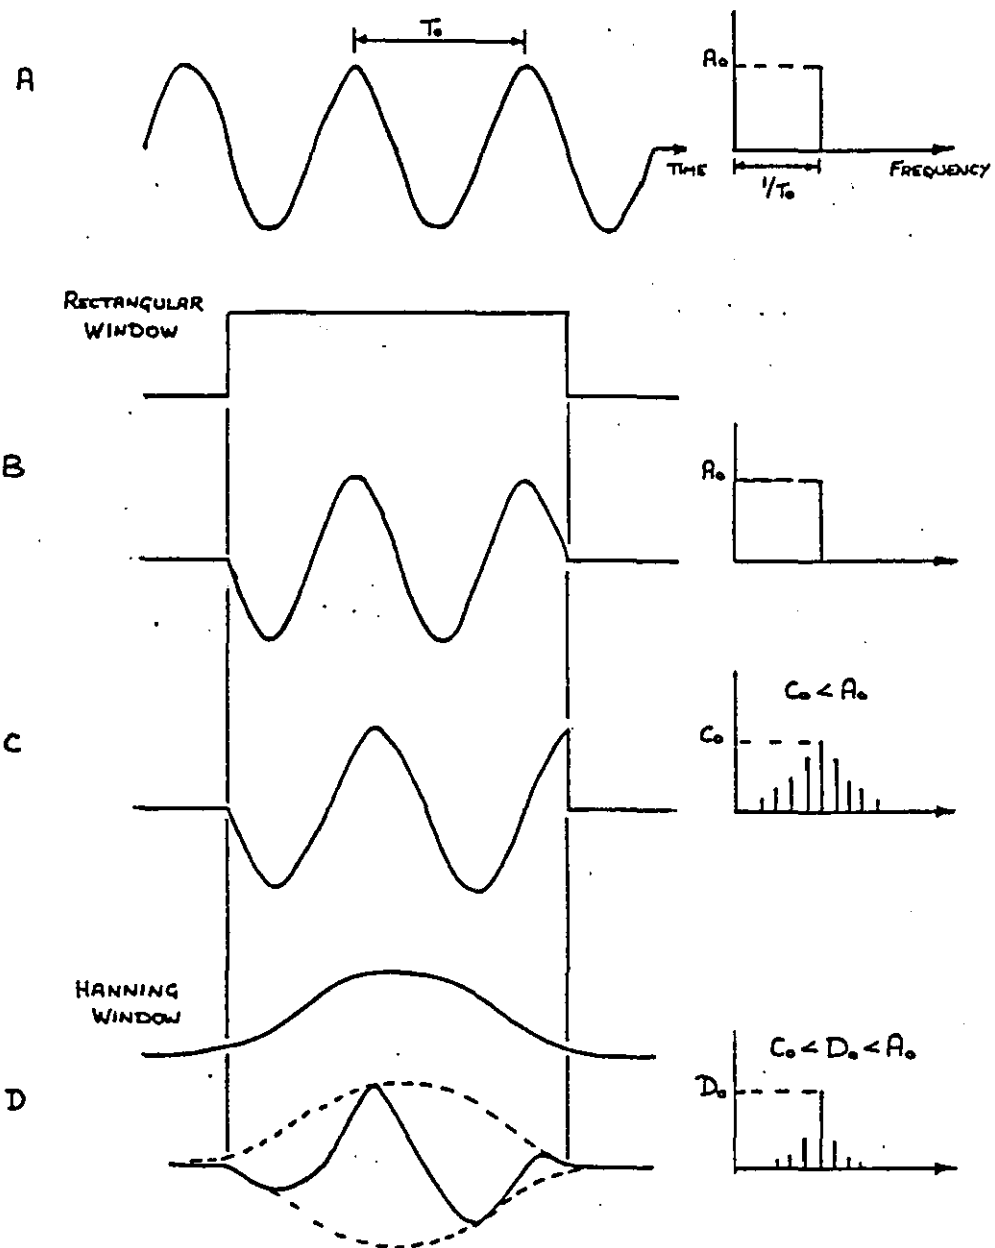 T₀
A
A₀
TIME
FREQUENCY
1/T₀
RECTANGULAR
WINDOW
B
A₀
C₀ < A₀
C
C₀
HANNING
WINDOW
C₀ < D₀ < A₀
D
D₀